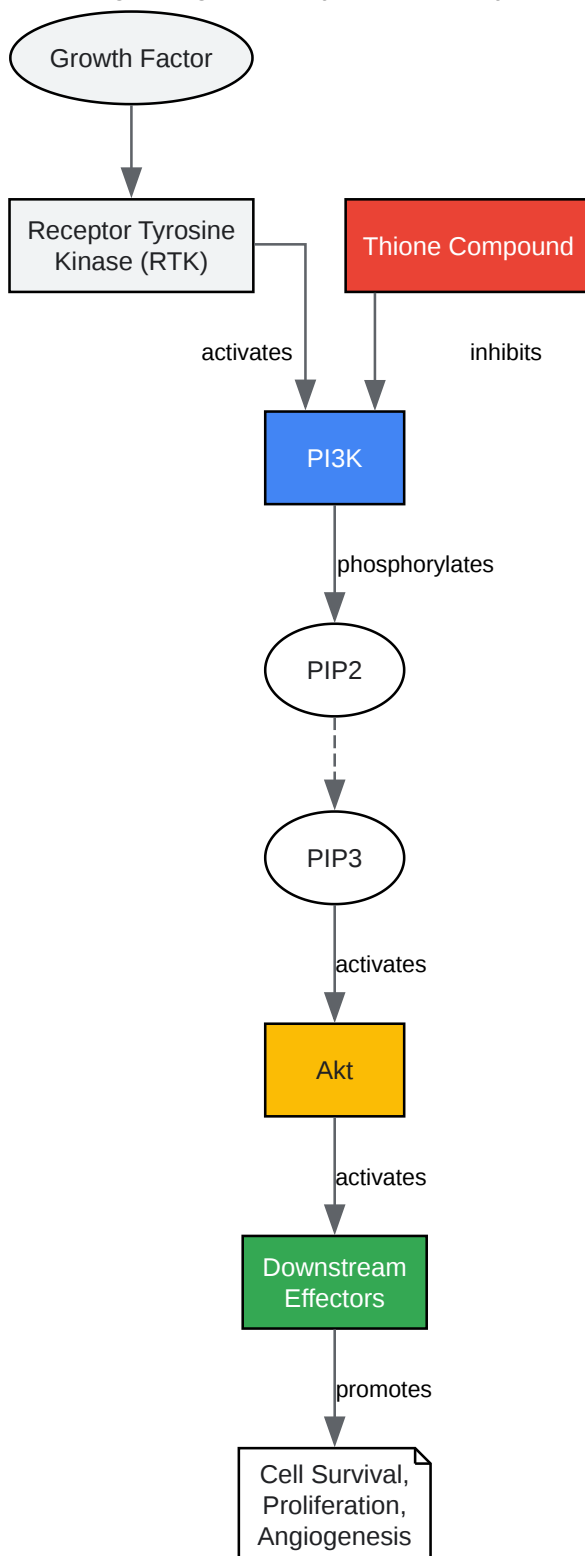 Growth Factor
Receptor Tyrosine
Kinase (RTK)
Thione Compound
activates
inhibits
PI3K
phosphorylates
PIP2
PIP3
activates
Akt
activates
Downstream
Effectors
promotes
Cell Survival,
Proliferation,
Angiogenesis